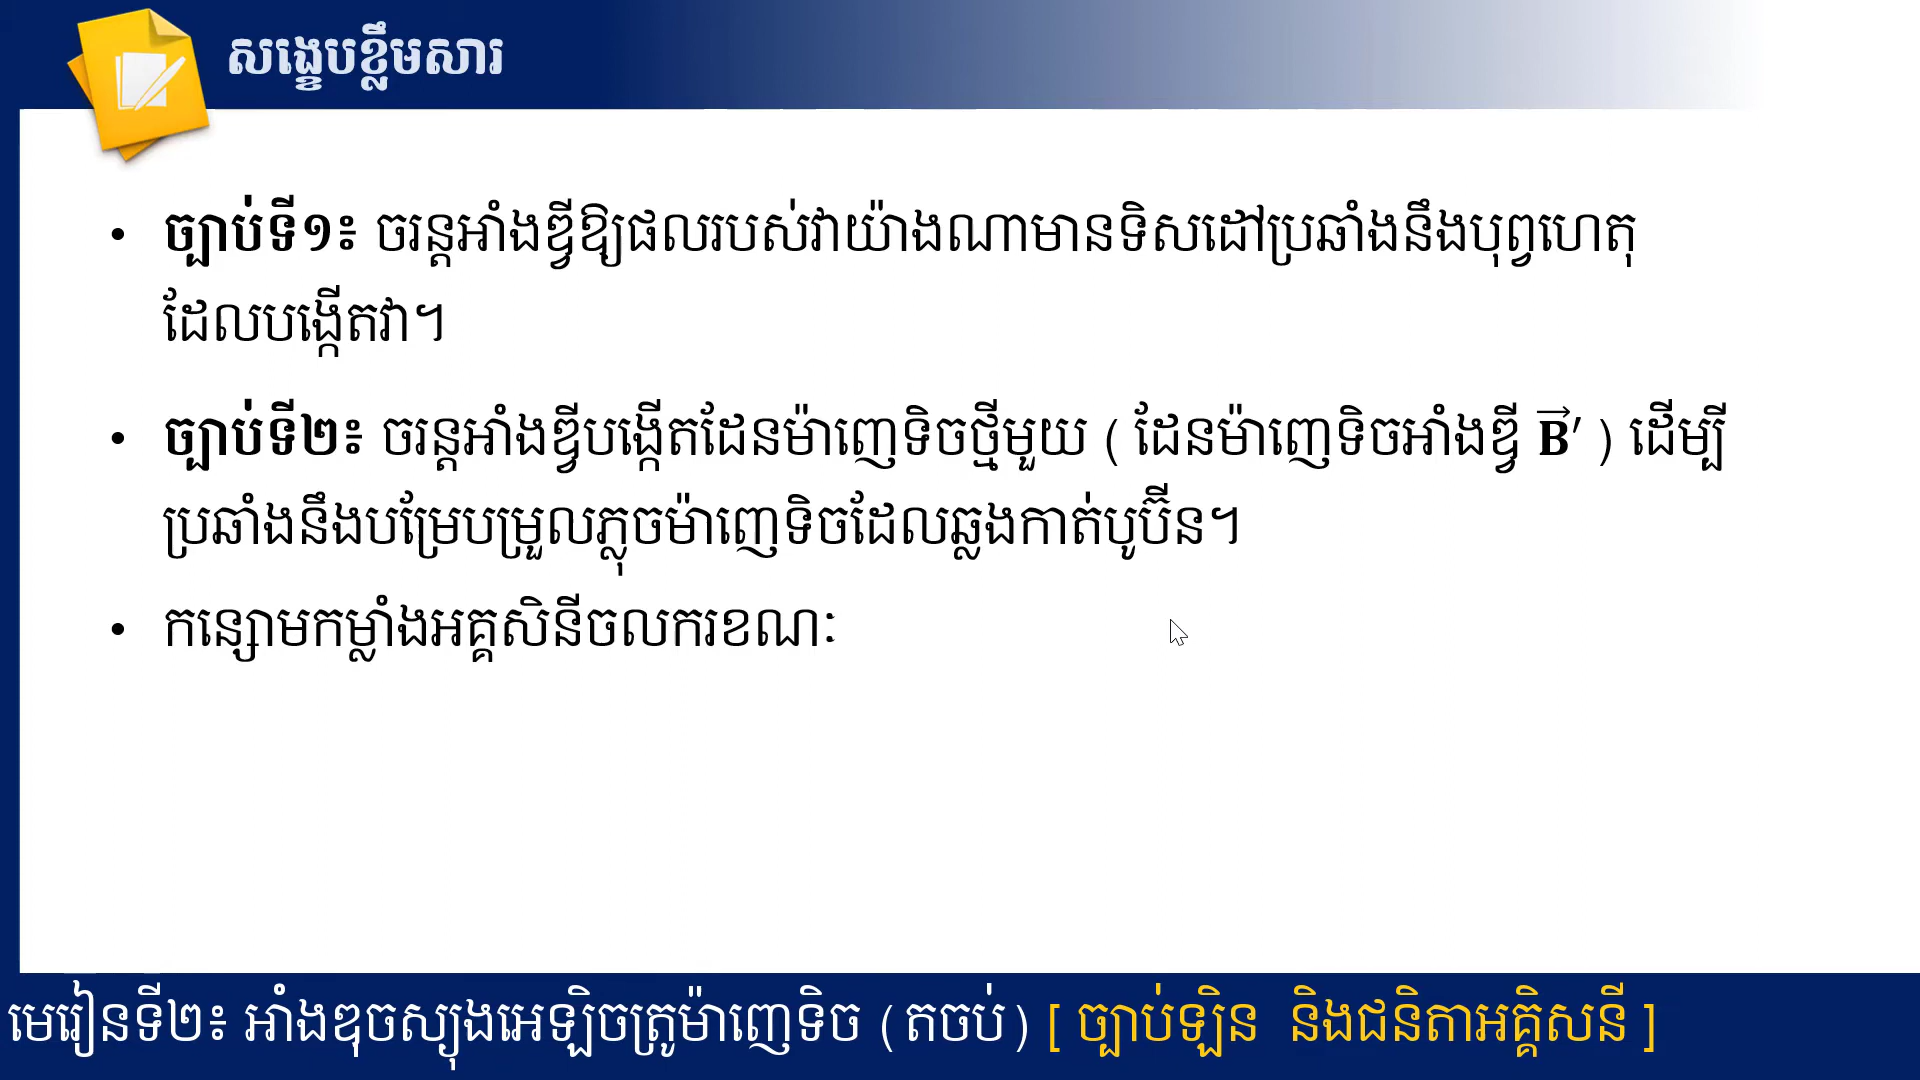 សង្ខេបខ្លឹមសារ
• ច្បាប់ទី១៖ ចរន្តអាំងឌ្វីឱ្យផលរបស់វាយ៉ាងណាមានទិសដៅប្រឆាំងនឹងបុព្វហេតុ
ដែលបង្កើតវា។
• ច្បាប់ទី២៖ ចរន្តអាំងឌ្វីបង្កើតដែនម៉ាញេទិចថ្មីមួយ ( ដែនម៉ាញេទិចអាំងឌ្វី B⃗′ ) ដើម្បី
ប្រឆាំងនឹងបម្រែបម្រួលភ្លុចម៉ាញេទិចដែលឆ្លងកាត់បូប៊ីន។
• កន្សោមកម្លាំងអគ្គសិនីចលករខណៈ
មេរៀនទី២៖ អាំងឌុចស្យុងអេឡិចត្រូម៉ាញេទិច (តចប់) [ ច្បាប់ឡិន និងជនិតាអគ្គិសនី ]